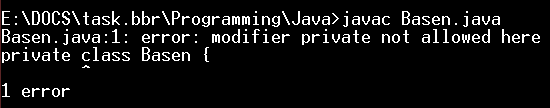 E:\DOCS\task.bbr\Programming\Java>javac Basen.java
Basen.java:1: error: modifier private not allowed here
private class Basen {
        ^
1 error